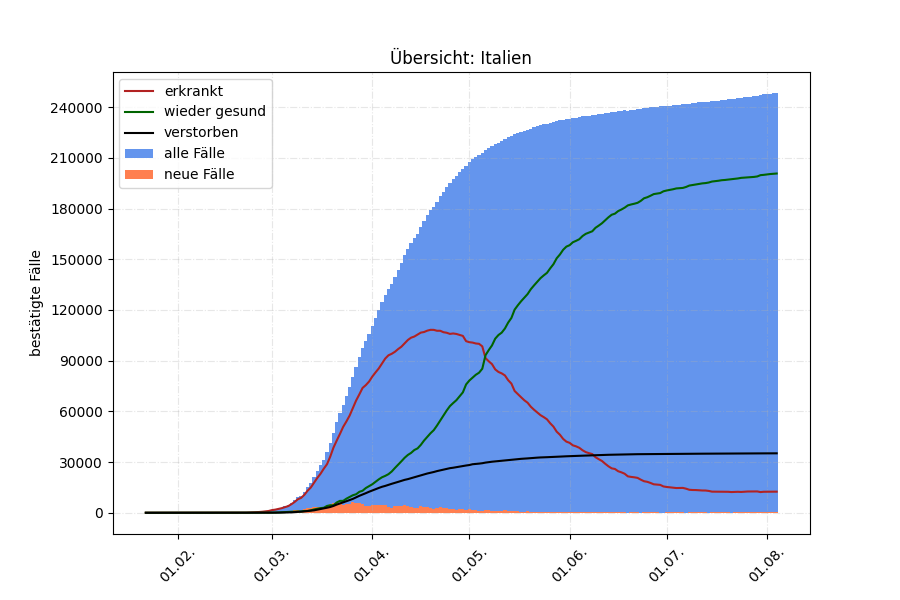 Übersicht: Italien
erkrankt
wieder gesund
verstorben
alle Fälle
neue Fälle
bestätigte Fälle
240000
210000
180000
150000
120000
90000
60000
30000
0
01.02.
01.03.
01.04.
01.05.
01.06.
01.07.
01.08.